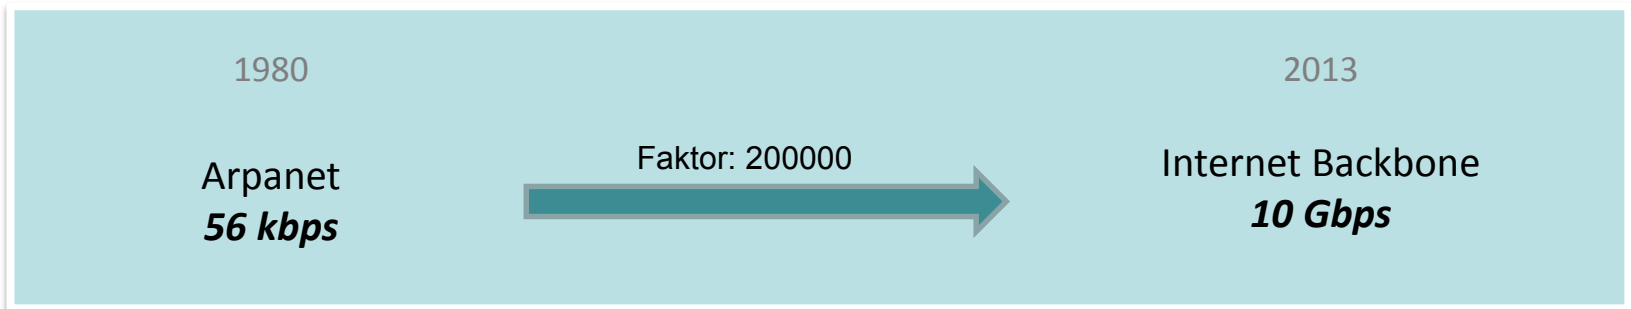 1980
Arpanet
56 kbps
Faktor: 200000
2013
Internet Backbone
10 Gbps